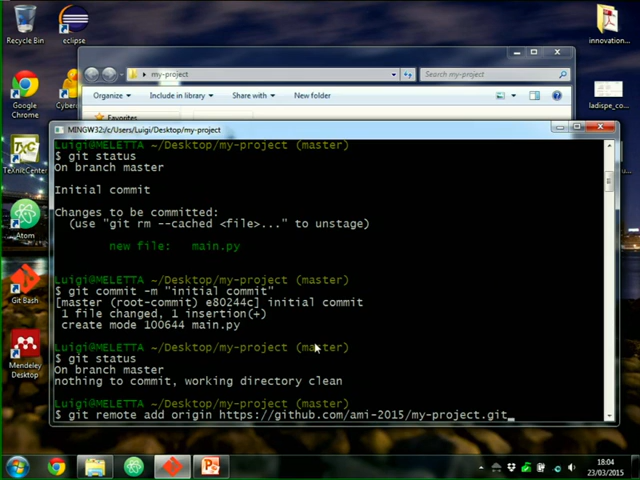 Recycle Bin
eclipse
innovation...
my-project
Search my-project
Google
Chrome
Organize
Include in library
Share with
New folder
ladispe_co...
Favorites
MINGW32:/c/Users/Luigi/Desktop/my-project
Luigi@MELETTA ~/Desktop/my-project (master)
$ git status
On branch master
Initial commit
Changes to be committed:
(use "git rm --cached <file>..." to unstage)
new file: main.py
Luigi@MELETTA ~/Desktop/my-project (master)
$ git commit -m "initial commit"
[master (root-commit) e80244c] initial commit
1 file changed, 1 insertion(+)
create mode 100644 main.py
Luigi@MELETTA ~/Desktop/my-project (master)
$ git status
On branch master
nothing to commit, working directory clean
Luigi@MELETTA ~/Desktop/my-project (master)
$ git remote add origin https://github.com/ami-2015/my-project.git
TeXnicCenter
Atom
Git Bash
Mendeley
Desktop
18:04
23/03/2015